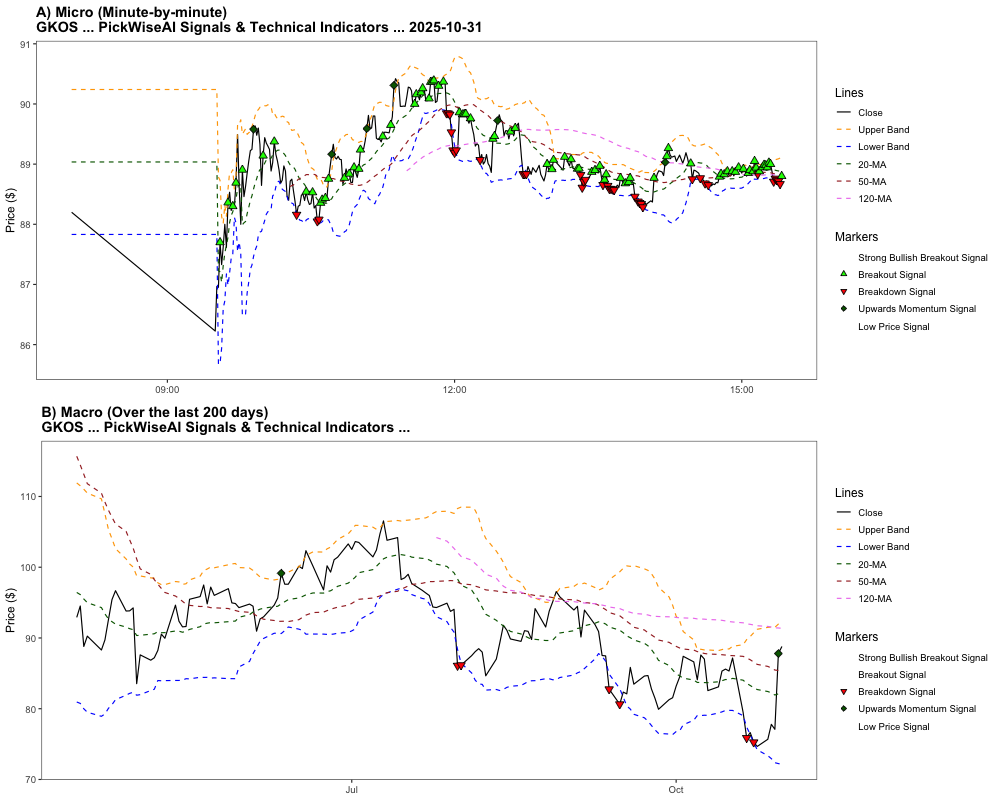 A) Micro (Minute-by-minute)
GKOS ... PickWiseAI Signals & Technical Indicators ... 2025-10-31
91
90
89
88
87
86
Price ($)
09:00
12:00
15:00
Lines
Close
Upper Band
Lower Band
20-MA
50-MA
120-MA
Markers
Strong Bullish Breakout Signal
Breakout Signal
Breakdown Signal
Upwards Momentum Signal
Low Price Signal
B) Macro (Over the last 200 days)
GKOS ... PickWiseAI Signals & Technical Indicators ...
110
100
90
80
70
Price ($)
Jul
Oct
Lines
Close
Upper Band
Lower Band
20-MA
50-MA
120-MA
Markers
Strong Bullish Breakout Signal
Breakout Signal
Breakdown Signal
Upwards Momentum Signal
Low Price Signal